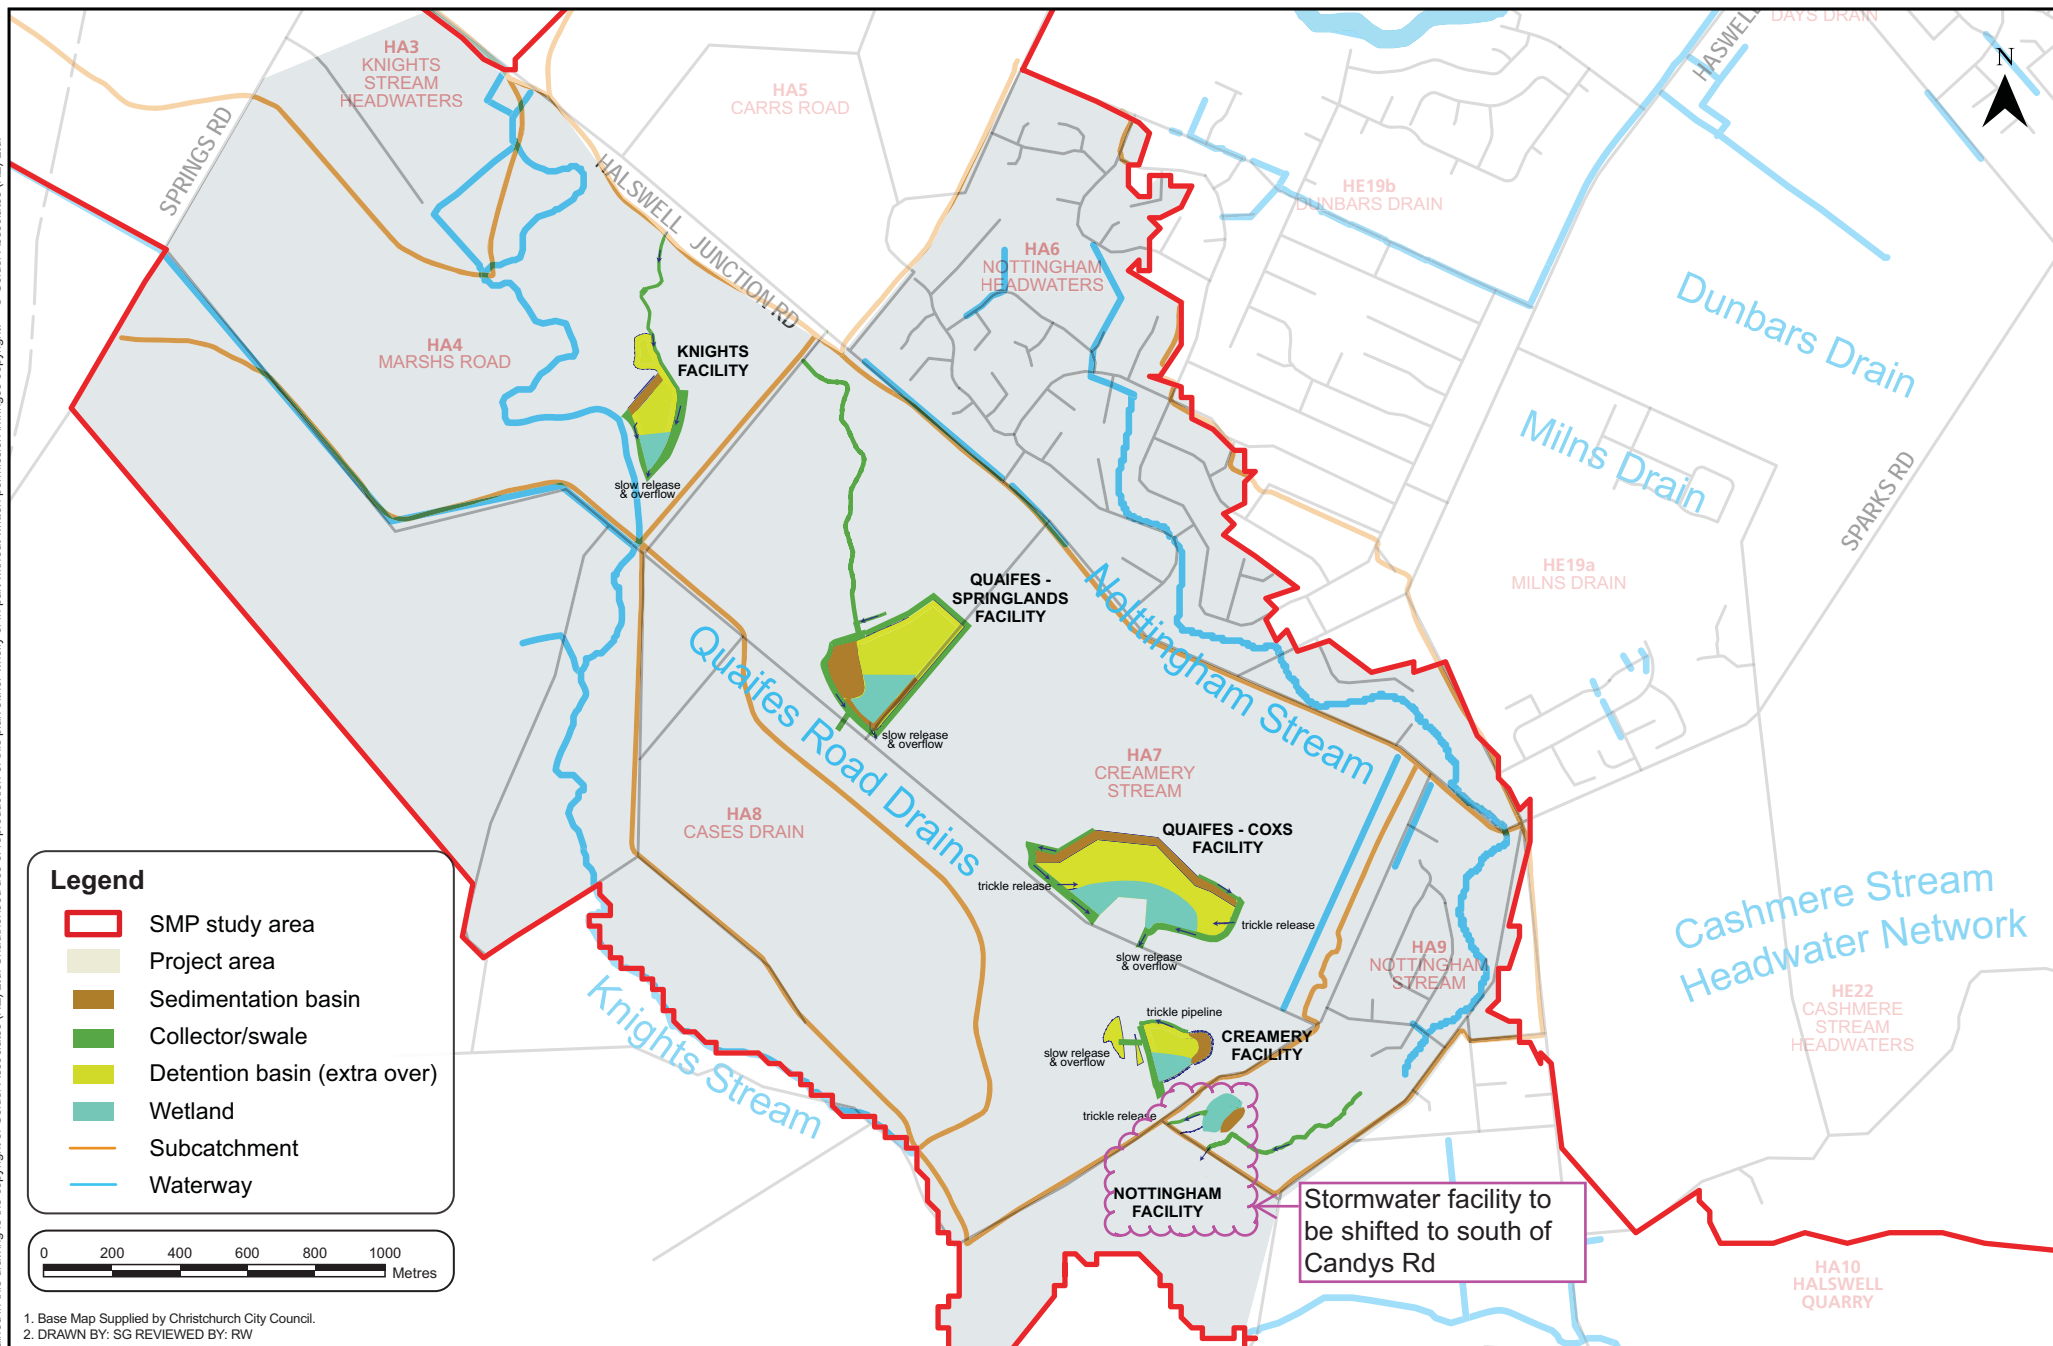 HA3
KNIGHTS
STREAM
HEADWATERS
HA5
CARRS ROAD
DAYS DRAIN
N
SPRINGS RD
HALSWELL JUNCTION RD
HE19b
DUNBARS DRAIN
HA6
NOTTINGHAM
HEADWATERS
Dunbars Drain
HA4
MARSHS ROAD
KNIGHTS
FACILITY
Milns Drain
SPARKS RD
slow release
& overflow
HE19a
MILNS DRAIN
QUAIFES -
SPRINGLANDS
FACILITY
Noltingham Stream
Quaifes Road Drains
slow release
& overflow
HA7
CREAMERY
STREAM
HA8
CASES DRAIN
QUAIFES - COXS
FACILITY
trickle release
trickle release
slow release
& overflow
HA9
NOTTINGHAM
STREAM
Cashmere Stream
Headwater Network
HE22
CASHMERE
STREAM
HEADWATERS
Knights Stream
trickle pipeline
CREAMERY
FACILITY
slow release
& overflow
trickle release
NOTTINGHAM
FACILITY
Stormwater facility to
be shifted to south of
Candys Rd
HA10
HALSWELL
QUARRY
Legend
SMP study area
Project area
Sedimentation basin
Collector/swale
Detention basin (extra over)
Wetland
Subcatchment
Waterway
0 200 400 600 800 1000
Metres
1. Base Map Supplied by Christchurch City Council.
2. DRAWN BY: SG REVIEWED BY: RW